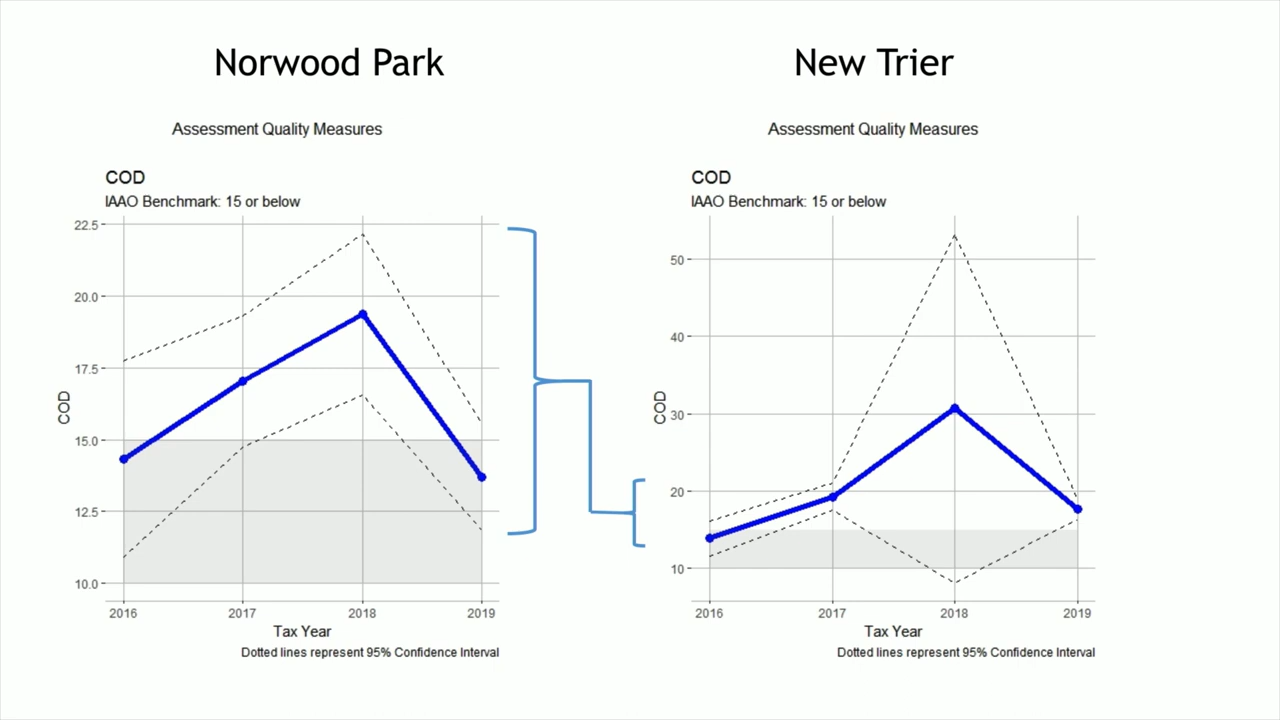 Norwood Park
Assessment Quality Measures
COD
IAAO Benchmark: 15 or below
22.5
20.0
17.5
15.0
12.5
10.0
COD
2016 2017 2018 2019
Tax Year
Dotted lines represent 95% Confidence Interval
New Trier
Assessment Quality Measures
COD
IAAO Benchmark: 15 or below
50
40
30
20
10
COD
2016 2017 2018 2019
Tax Year
Dotted lines represent 95% Confidence Interval